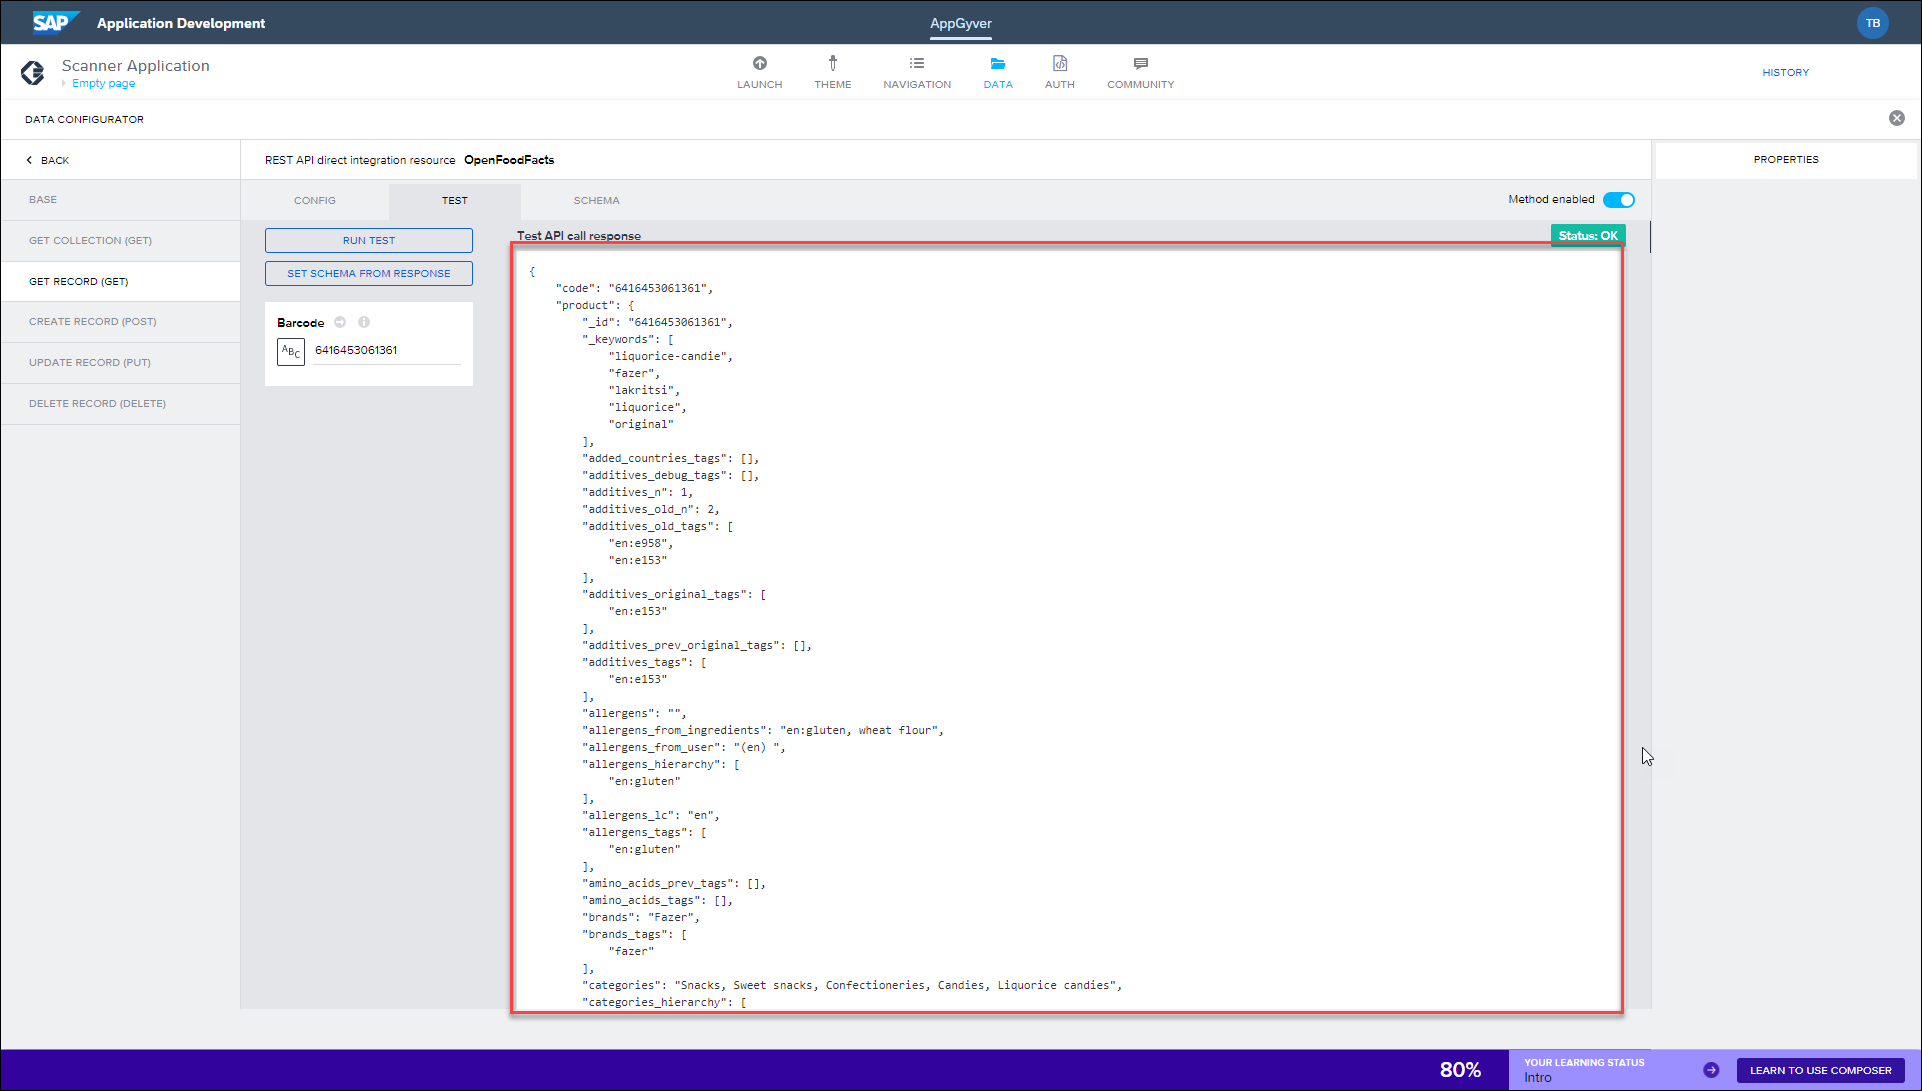 SAP Application Development
AppGyver
TB
Scanner Application
Empty page
LAUNCH
THEME
NAVIGATION
DATA
AUTH
COMMUNITY
HISTORY
DATA CONFIGURATOR
BACK
REST API direct integration resource OpenFoodFacts
PROPERTIES
BASE
GET COLLECTION (GET)
GET RECORD (GET)
CREATE RECORD (POST)
UPDATE RECORD (PUT)
DELETE RECORD (DELETE)
CONFIG
TEST
SCHEMA
Method enabled
RUN TEST
SET SCHEMA FROM RESPONSE
Barcode
ABC
6416453061361
Test API call response
Status: OK
{
"code": "6416453061361",
"product": {
"_id": "6416453061361",
"_keywords": [
"liquorice-candie",
"fazer",
"lakritsi",
"liquorice",
"original"
],
"added_countries_tags": [],
"additives_debug_tags": [],
"additives_n": 1,
"additives_old_n": 2,
"additives_old_tags": [
"en:e958",
"en:e153"
],
"additives_original_tags": [
"en:e153"
],
"additives_prev_original_tags": [],
"additives_tags": [
"en:e153"
],
"allergens": "",
"allergens_from_ingredients": "en:gluten, wheat flour",
"allergens_from_user": "(en) ",
"allergens_hierarchy": [
"en:gluten"
],
"allergens_lc": "en",
"allergens_tags": [
"en:gluten"
],
"amino_acids_prev_tags": [],
"amino_acids_tags": [],
"brands": "Fazer",
"brands_tags": [
"fazer"
],
"categories": "Snacks, Sweet snacks, Confectioneries, Candies, Liquorice candies",
"categories_hierarchy": [
80%
YOUR LEARNING STATUS
Intro
LEARN TO USE COMPOSER